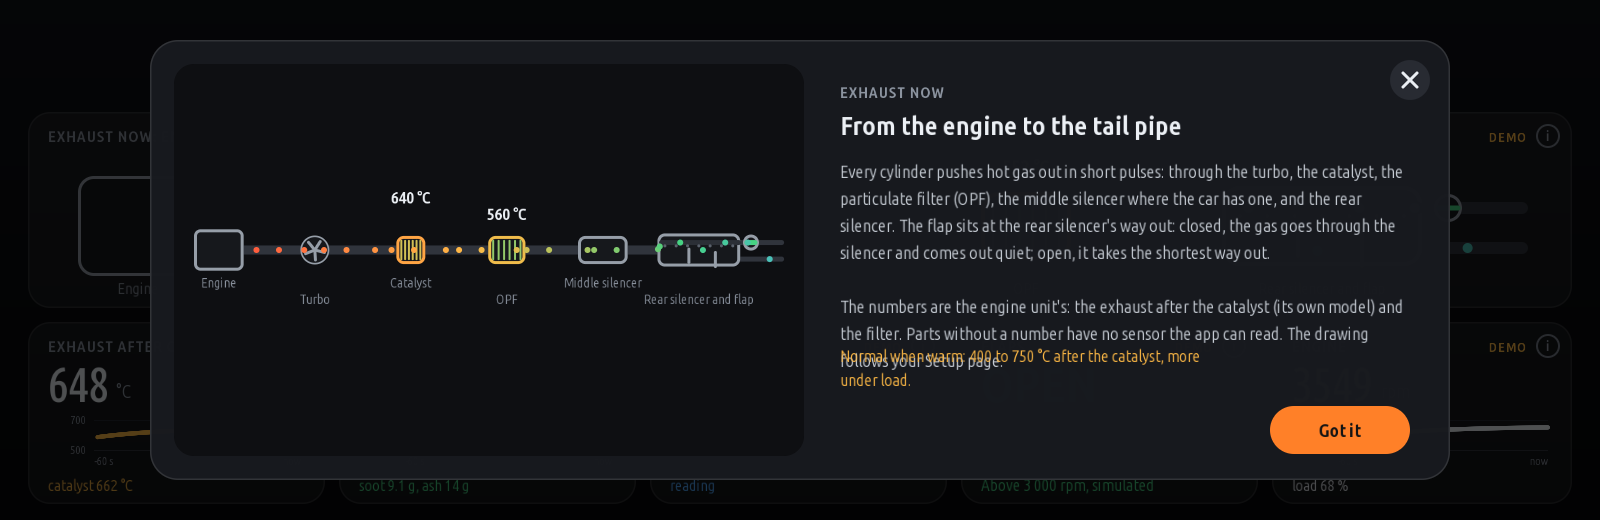 EXHAUST NOW
From the engine to the tail pipe
Every cylinder pushes hot gas out in short pulses: through the turbo, the catalyst, the
particulate filter (OPF), the middle silencer where the car has one, and the rear
silencer. The flap sits at the rear silencer's way out: closed, the gas goes through the
silencer and comes out quiet; open, it takes the shortest way out.
The numbers are the engine unit's: the exhaust after the catalyst (its own model) and
the filter. Parts without a number have no sensor the app can read. The drawing
follows your Setup page.
Normal when warm: 400 to 750 °C after the catalyst, more
under load.
Got it
640 °C
560 °C
Engine
Turbo
Catalyst
OPF
Middle silencer
Rear silencer and flap
EXHAUST NOW
DEMO
i
EXHAUST AFTE
648 °C
700
500
-60 s
catalyst 662 °C
soot 9.1 g, ash 14 g
reading
Above 3 000 rpm, simulated
DEMO
i
now
load 68 %